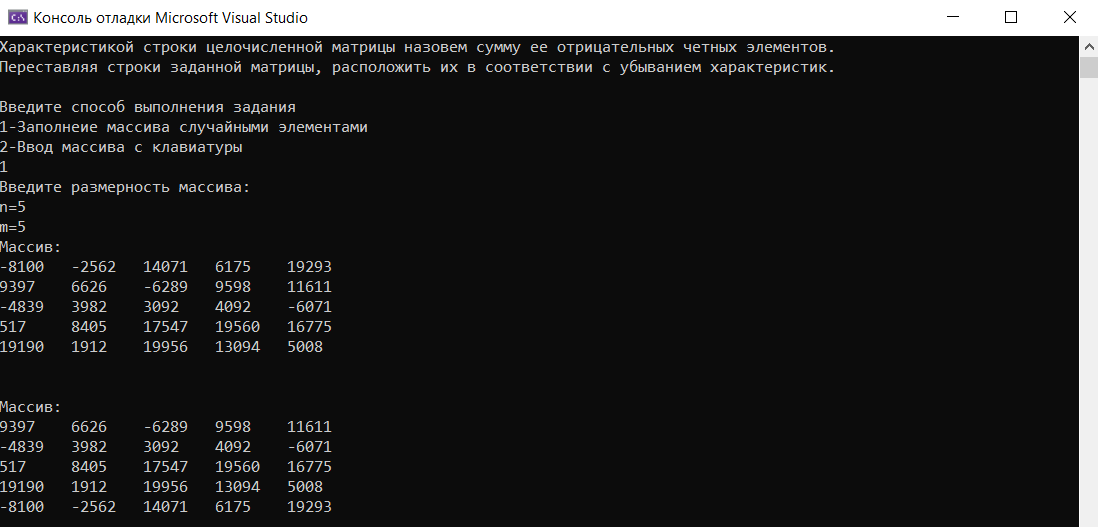 Консоль отладки Microsoft Visual Studio
Характеристикой строки целочисленной матрицы назовем сумму ее отрицательных четных элементов.
Переставляя строки заданной матрицы, расположить их в соответствии с убыванием характеристик.
Введите способ выполнения задания
1-Заполнеие массива случайными элементами
2-Ввод массива с клавиатуры
1
Введите размерность массива:
n=5
m=5
Массив:
-8100 -2562 14071 6175 19293
9397 6626 -6289 9598 11611
-4839 3982 3092 4092 -6071
517 8405 17547 19560 16775
19190 1912 19956 13094 5008
Массив:
9397 6626 -6289 9598 11611
-4839 3982 3092 4092 -6071
517 8405 17547 19560 16775
19190 1912 19956 13094 5008
-8100 -2562 14071 6175 19293